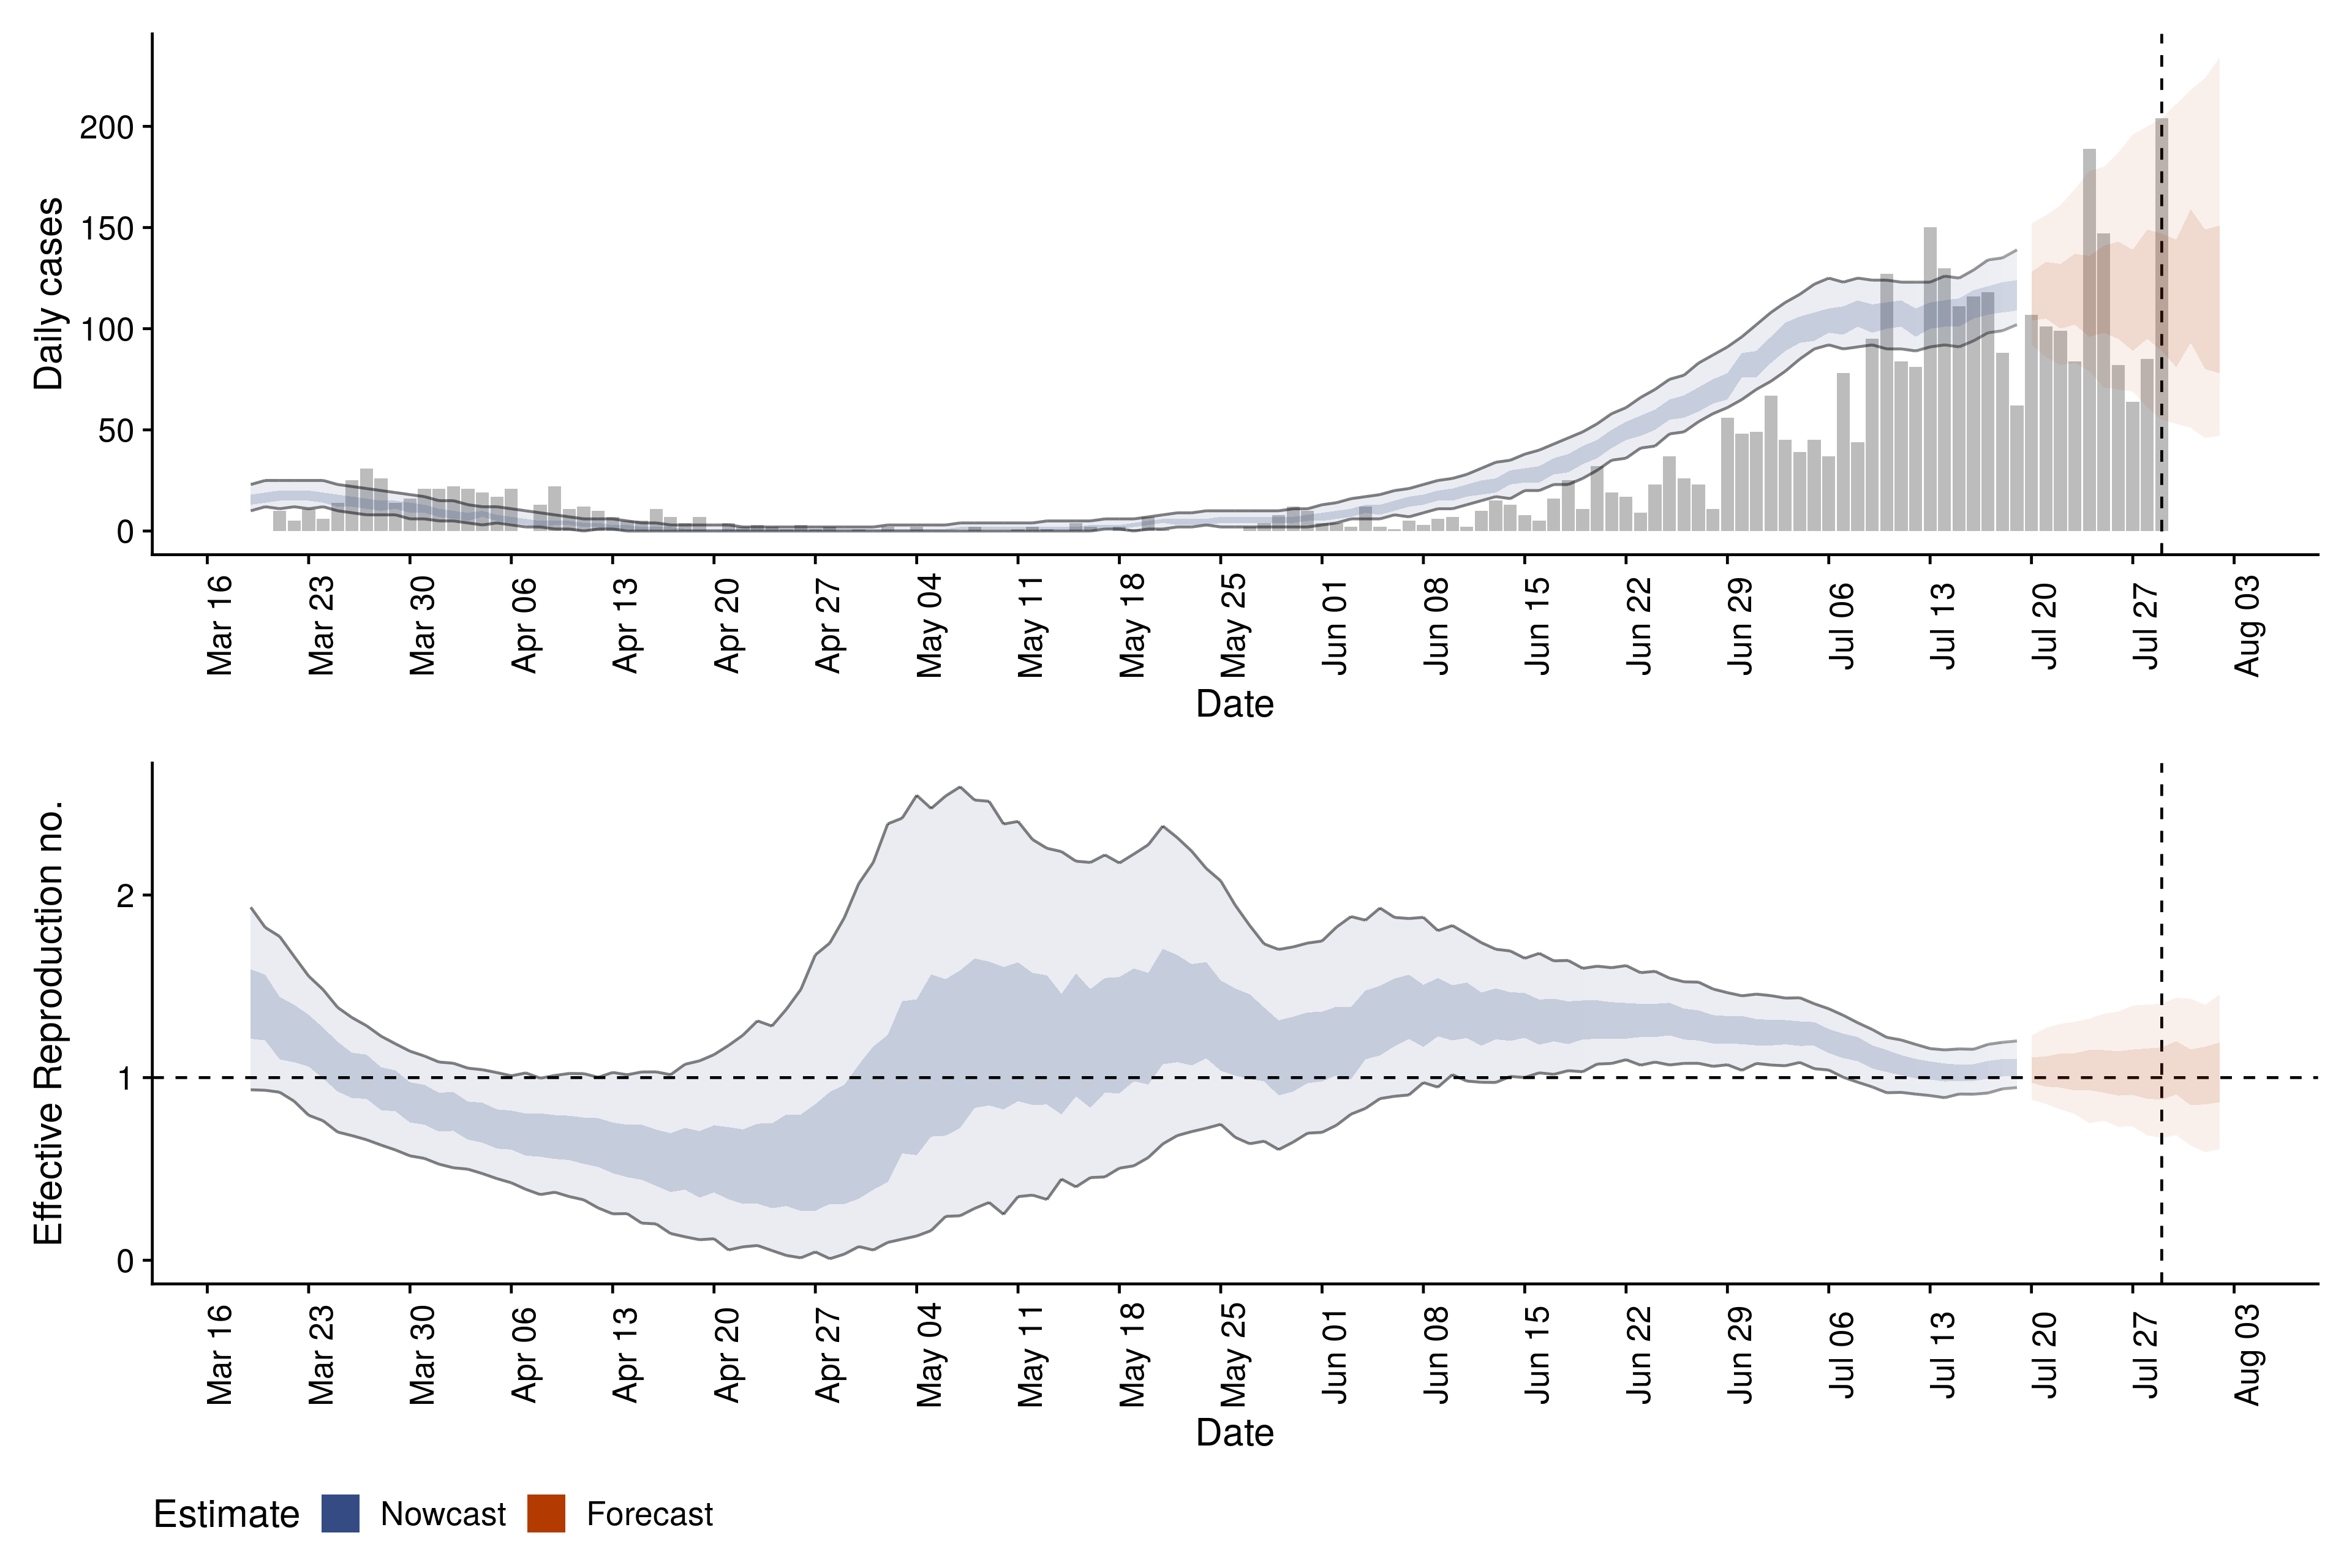 Daily cases
200
150
100
50
0
Mar 16
Mar 23
Mar 30
Apr 06
Apr 13
Apr 20
Apr 27
May 04
May 11
May 18
May 25
Jun 01
Jun 08
Jun 15
Jun 22
Jun 29
Jul 06
Jul 13
Jul 20
Jul 27
Aug 03
Date
Effective Reproduction no.
2
1
0
Mar 16
Mar 23
Mar 30
Apr 06
Apr 13
Apr 20
Apr 27
May 04
May 11
May 18
May 25
Jun 01
Jun 08
Jun 15
Jun 22
Jun 29
Jul 06
Jul 13
Jul 20
Jul 27
Aug 03
Date
Estimate Nowcast Forecast